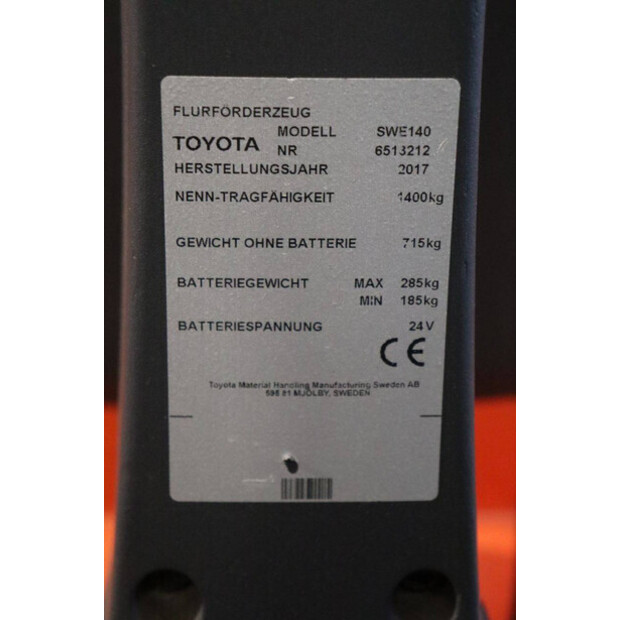 FLURFÖRDERZEUG
TOYOTA
MODELL SWE140
NR 6513212
HERSTELLUNGSJAHR 2017
NENN-TRAGFÄHIGKEIT 1400kg
GEWICHT OHNE BATTERIE 715kg
BATTERIEGEWICHT MAX 285kg
MIN 185kg
BATTERIESPANNUNG 24V
CE
Toyota Material Handling Manufacturing Sweden AB
595 81 MJÖLBY, SWEDEN